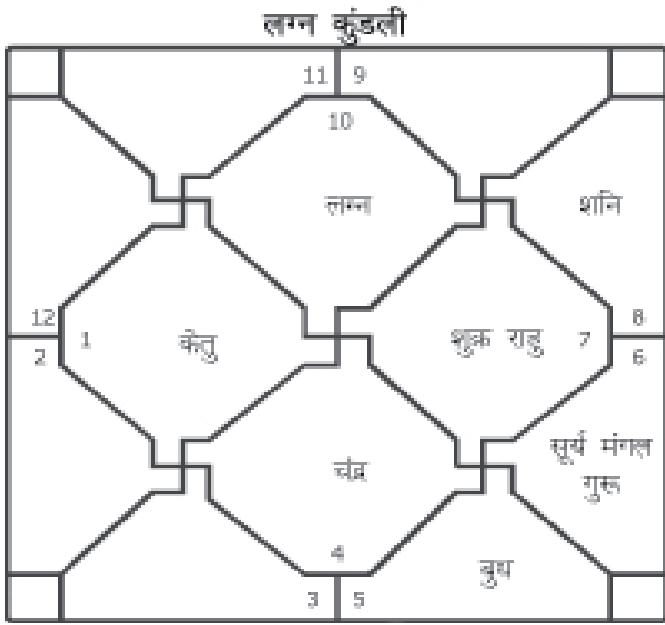 लग्न कुंडली
11 9
10
लग्न
शनि
12
1
केतु
शुक्र राहु
7
8
2
6
सूर्य मंगल
गुरू
चंद्र
4
बुध
3 5